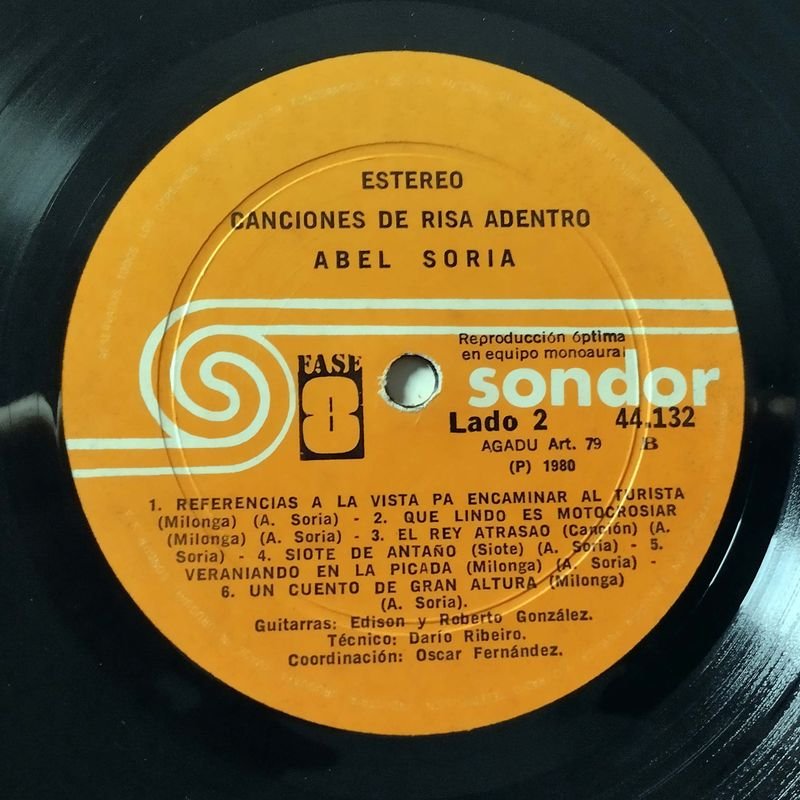 ESTEREO
CANCIONES DE RISA ADENTRO
ABEL SORIA
Reproducción óptima
en equipo monoaural
FASE
8
sondor
Lado 2 44.132
AGADU Art. 79 B
(P) 1980
1. REFERENCIAS A LA VISTA PA ENCAMINAR AL TURISTA
(Milonga) (A. Soria) - 2. QUE LINDO ES MOTOCROSIAR
(Milonga) (A. Soria) - 3. EL REY ATRASAO (Canción) (A.
Soria) - 4. SIOTE DE ANTAÑO (Siote) (A. Soria) - 5.
VERANIANDO EN LA PICADA (Milonga) (A. Soria) -
6. UN CUENTO DE GRAN ALTURA (Milonga)
(A. Soria).
Guitarras: Edison y Roberto González.
Técnico: Darío Ribeiro.
Coordinación: Oscar Fernández.